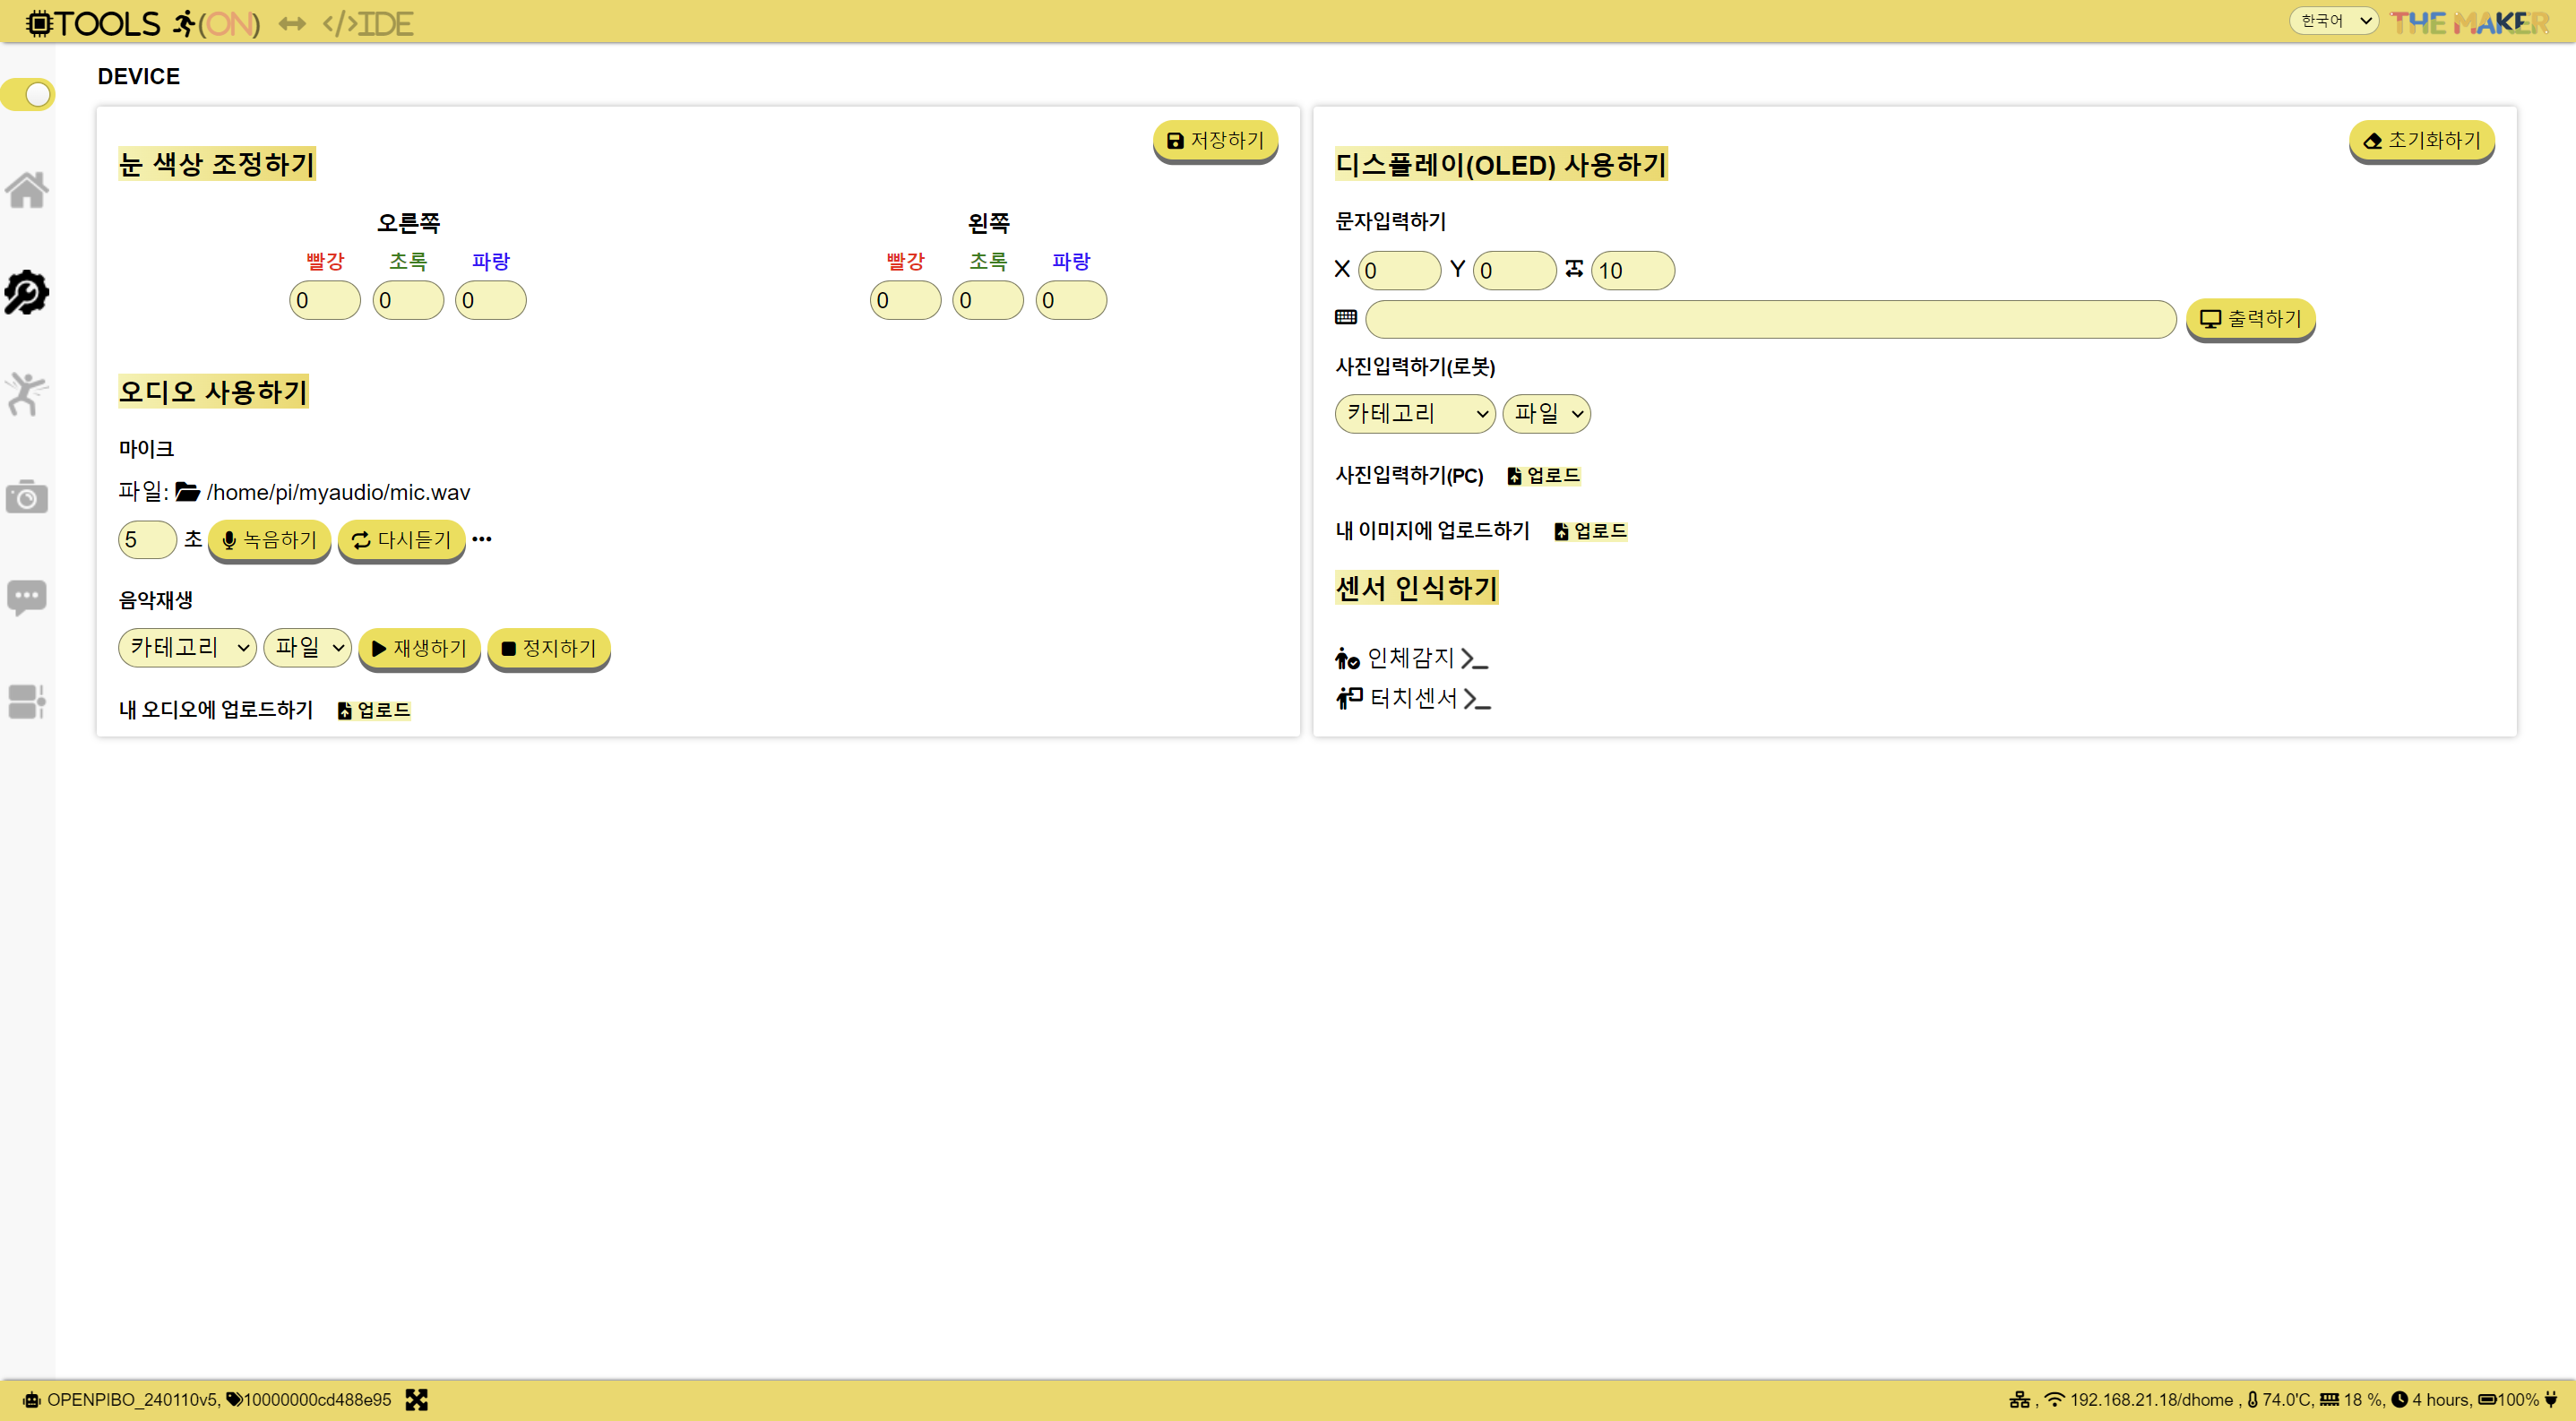 TOOLS (ON) </>IDE
한국어 THE MAKER
DEVICE
저장하기
눈 색상 조정하기
오른쪽 왼쪽
빨강 초록 파랑 빨강 초록 파랑
0 0 0 0 0 0
오디오 사용하기
마이크
파일: /home/pi/myaudio/mic.wav
5 초 녹음하기 다시듣기 •••
음악재생
카테고리 파일 재생하기 정지하기
내 오디오에 업로드하기 업로드
초기화하기
디스플레이(OLED) 사용하기
문자입력하기
X 0 Y 0 10
출력하기
사진입력하기(로봇)
카테고리 파일
사진입력하기(PC) 업로드
내 이미지에 업로드하기 업로드
센서 인식하기
인체감지
터치센서
OPENPIBO_240110v5, 10000000cd488e95
, 192.168.21.18/dhome , 74.0'C, 18 %, 4 hours, 100%